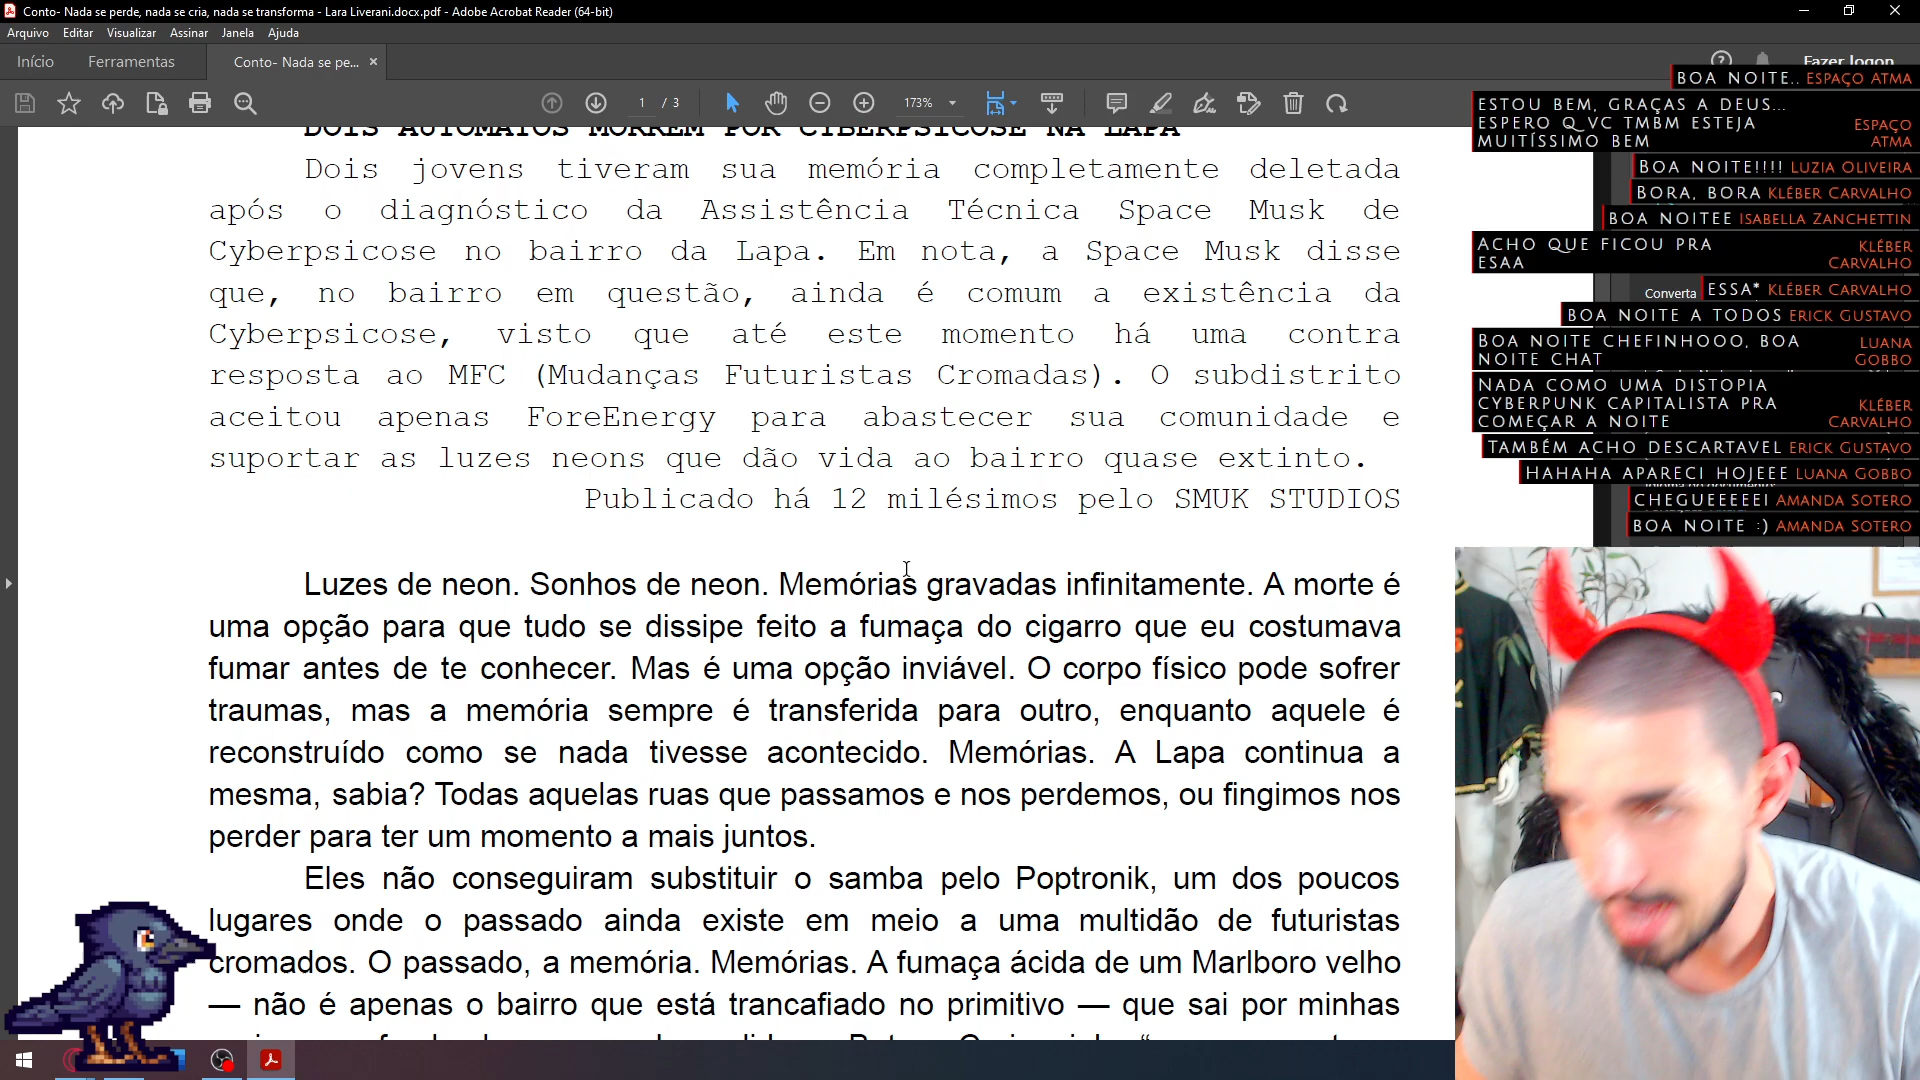 Conto- Nada se perde, nada se cria, nada se transforma - Lara Liverani.docx.pdf - Adobe Acrobat Reader (64-bit)
Arquivo Editar Visualizar Assinar Janela Ajuda
Início Ferramentas Conto- Nada se pe... × Fazer logon
1 / 3 173%
DOIS AUTÔMATOS MORREM POR CIBERPSICOSE NA LAPA
Dois jovens tiveram sua memória completamente deletada
após o diagnóstico da Assistência Técnica Space Musk de
Cyberpsicose no bairro da Lapa. Em nota, a Space Musk disse
que, no bairro em questão, ainda é comum a existência da
Cyberpsicose, visto que até este momento há uma contra
resposta ao MFC (Mudanças Futuristas Cromadas). O subdistrito
aceitou apenas ForeEnergy para abastecer sua comunidade e
suportar as luzes neons que dão vida ao bairro quase extinto.
Publicado há 12 milésimos pelo SMUK STUDIOS
Luzes de neon. Sonhos de neon. Memórias gravadas infinitamente. A morte é
uma opção para que tudo se dissipe feito a fumaça do cigarro que eu costumava
fumar antes de te conhecer. Mas é uma opção inviável. O corpo físico pode sofrer
traumas, mas a memória sempre é transferida para outro, enquanto aquele é
reconstruído como se nada tivesse acontecido. Memórias. A Lapa continua a
mesma, sabia? Todas aquelas ruas que passamos e nos perdemos, ou fingimos nos
perder para ter um momento a mais juntos.
Eles não conseguiram substituir o samba pelo Poptronik, um dos poucos
lugares onde o passado ainda existe em meio a uma multidão de futuristas
cromados. O passado, a memória. Memórias. A fumaça ácida de um Marlboro velho
— não é apenas o bairro que está trancafiado no primitivo — que sai por minhas
BOA NOITE.. ESPAÇO ATMA
ESTOU BEM, GRAÇAS A DEUS...
ESPERO Q VC TMBM ESTEJA ESPAÇO
MUITÍSSIMO BEM ATMA
BOA NOITE!!!! LUZIA OLIVEIRA
BORA, BORA KLÉBER CARVALHO
BOA NOITEE ISABELLA ZANCHETTIN
ACHO QUE FICOU PRA KLÉBER
ESAA CARVALHO
Converta
ESSA* KLÉBER CARVALHO
BOA NOITE A TODOS ERICK GUSTAVO
BOA NOITE CHEFINHOOO, BOA LUANA
NOITE CHAT GOBBO
NADA COMO UMA DISTOPIA
CYBERPUNK CAPITALISTA PRA KLÉBER
COMEÇAR A NOITE CARVALHO
TAMBÉM ACHO DESCARTAVEL ERICK GUSTAVO
HAHAHA APARECI HOJEEE LUANA GOBBO
CHEGUEEEEEI AMANDA SOTERO
BOA NOITE :) AMANDA SOTERO